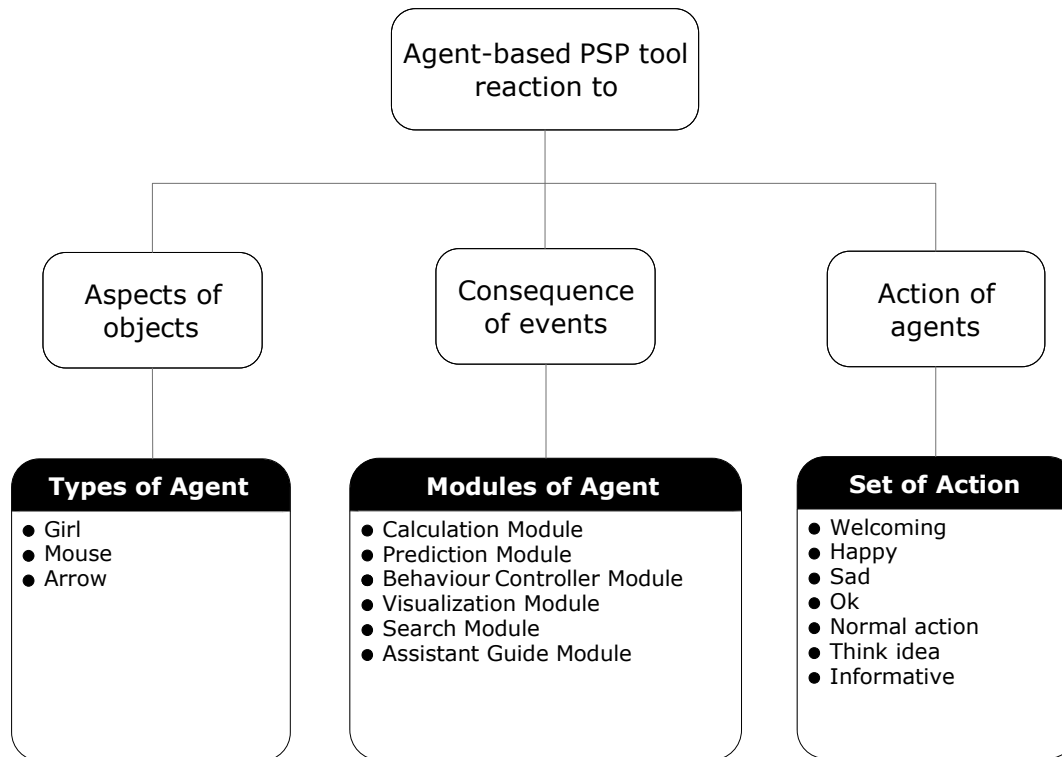 Agent-based PSP tool
reaction to
Aspects of
objects
Consequence
of events
Action of
agents
Types of Agent
● Girl
● Mouse
● Arrow
Modules of Agent
● Calculation Module
● Prediction Module
● Behaviour Controller Module
● Visualization Module
● Search Module
● Assistant Guide Module
Set of Action
● Welcoming
● Happy
● Sad
● Ok
● Normal action
● Think idea
● Informative